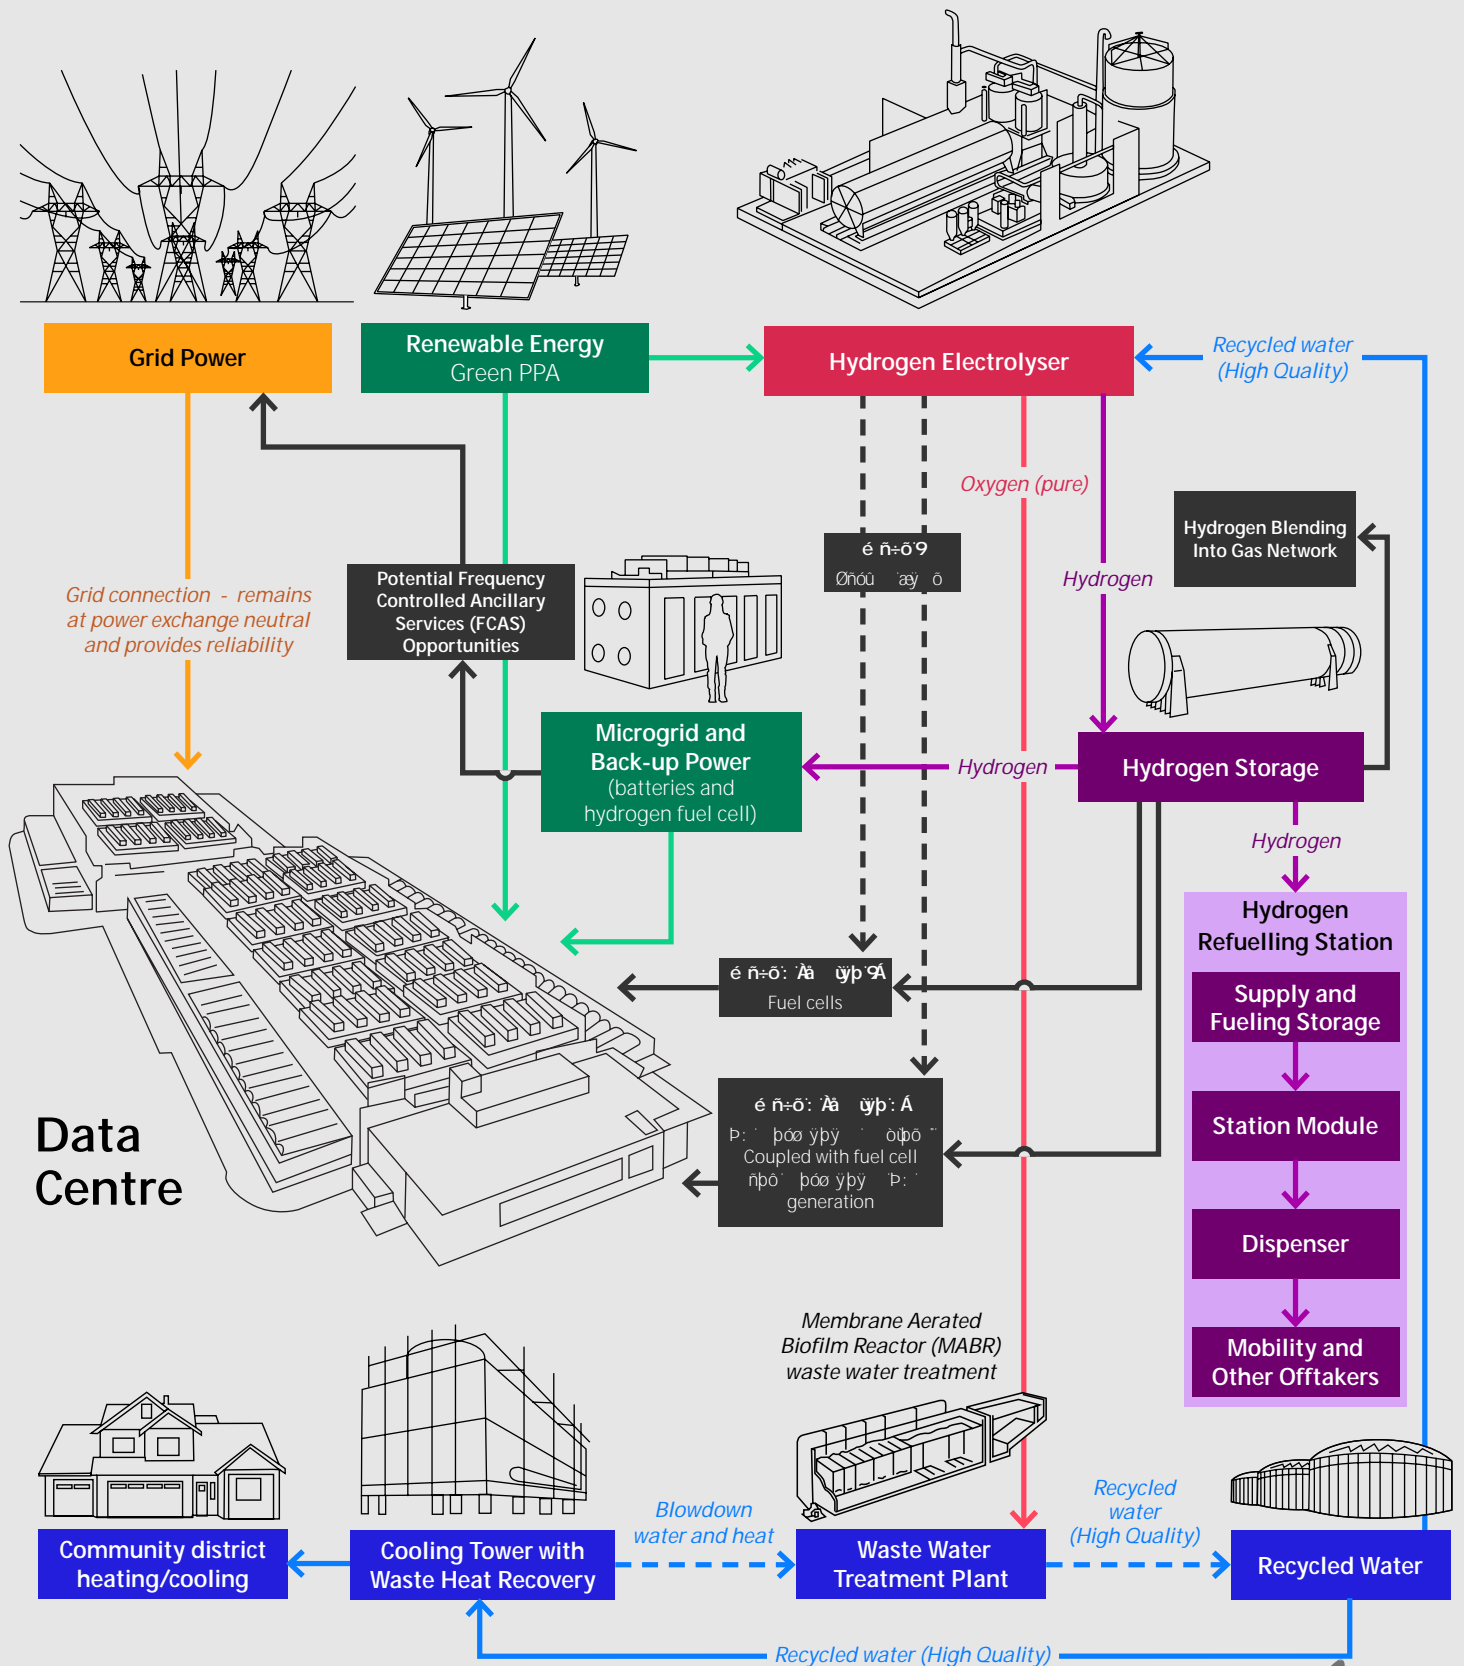 Grid Power
Renewable Energy
Green PPA
Hydrogen Electrolyser
Recycled water
(High Quality)
Oxygen (pure)
Hydrogen Blending
Into Gas Network
Hydrogen
Potential Frequency
Controlled Ancillary
Services (FCAS)
Opportunities
Grid connection - remains
at power exchange neutral
and provides reliability
Microgrid and
Back-up Power
(batteries and
hydrogen fuel cell)
Hydrogen
Hydrogen Storage
Hydrogen
Hydrogen
Refuelling Station
Supply and
Fueling Storage
Station Module
Dispenser
Mobility and
Other Offtakers
Fuel cells
Coupled with fuel cell
generation
Data
Centre
Membrane Aerated
Biofilm Reactor (MABR)
waste water treatment
Community district
heating/cooling
Cooling Tower with
Waste Heat Recovery
Blowdown
water and heat
Waste Water
Treatment Plant
Recycled
water
(High Quality)
Recycled Water
Recycled water (High Quality)